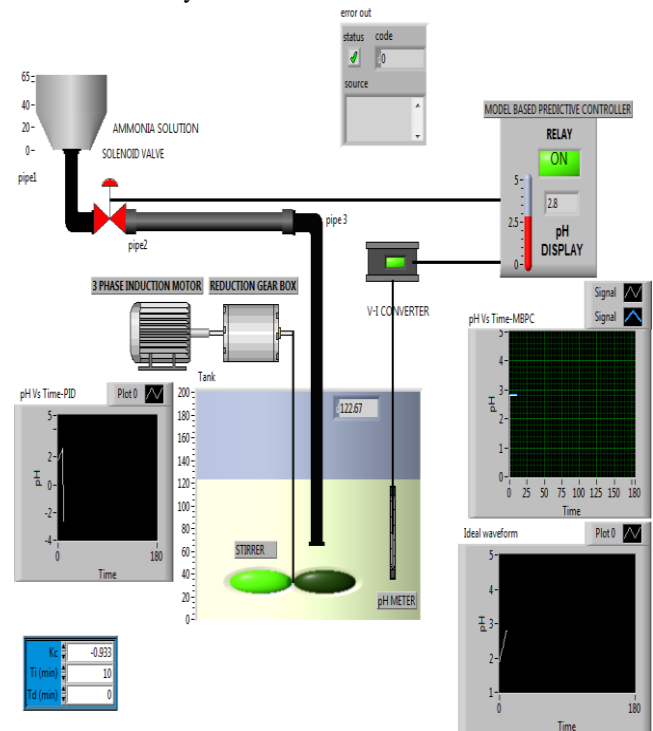 error out
status code
0
source
65
40
20
0
AMMONIA SOLUTION
SOLENOID VALVE
pipe1
pipe2
pipe 3
MODEL BASED PREDICTIVE CONTROLLER
RELAY
ON
5
2.5
0
2.8
pH
DISPLAY
3 PHASE INDUCTION MOTOR
REDUCTION GEAR BOX
V-I CONVERTER
Signal
Signal
pH Vs Time-MBPC
5
4
3
2
1
0
pH
0 25 50 75 100 125 150 180
Time
pH Vs Time-PID
Plot 0
5
2
0
-2
-4
pH
0 180
Time
Tank
200
180
160
140
120
100
80
60
40
20
0
122.67
STIRRER
pH METER
Ideal waveform
Plot 0
5
4
3
2
1
pH
0 180
Time
Kc -0.933
Ti (min) 10
Td (min) 0